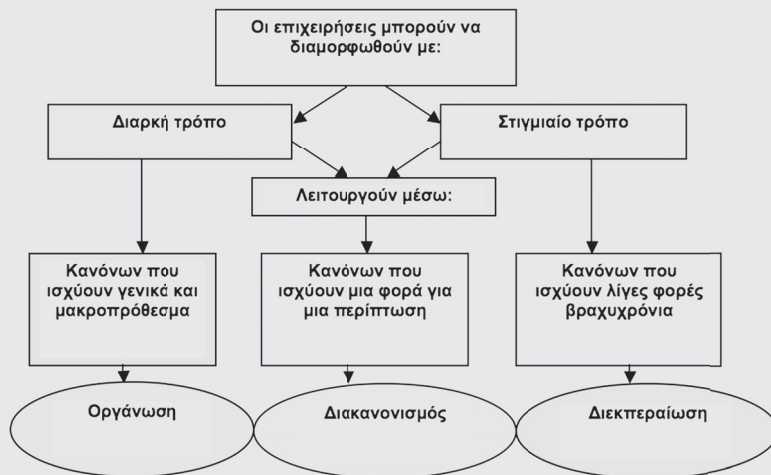 Οι επιχειρήσεις μπορούν να
διαμορφωθούν με:
Διαρκή τρόπο
Στιγμιαίο τρόπο
Λειτουργούν μέσω:
Κανόνων που
ισχύουν γενικά και
μακροπρόθεσμα
Κανόνων που
ισχύουν μια φορά για
μια περίπτωση
Κανόνων που
ισχύουν λίγες φορές
βραχυχρόνια
Οργάνωση
Διακανονισμός
Διεκπεραίωση